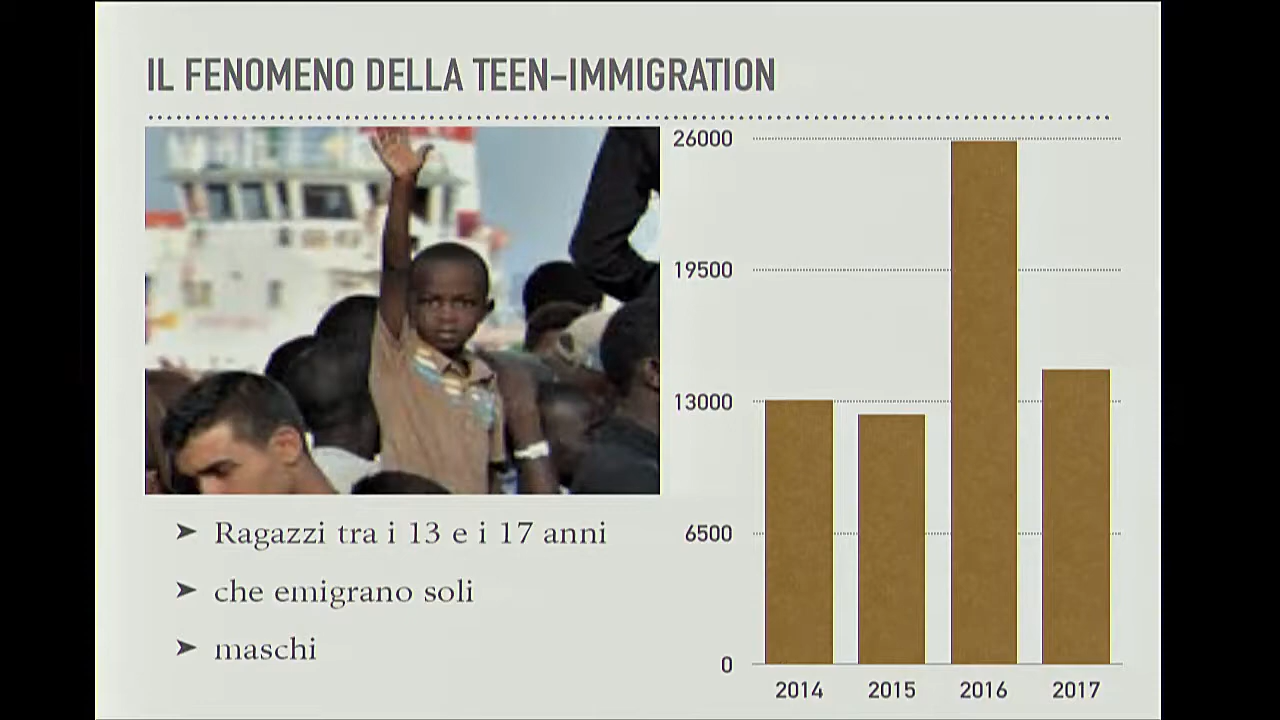 IL FENOMENO DELLA TEEN–IMMIGRATION
➤ Ragazzi tra i 13 e i 17 anni
➤ che emigrano soli
➤ maschi
26000
19500
13000
6500
0
2014 2015 2016 2017